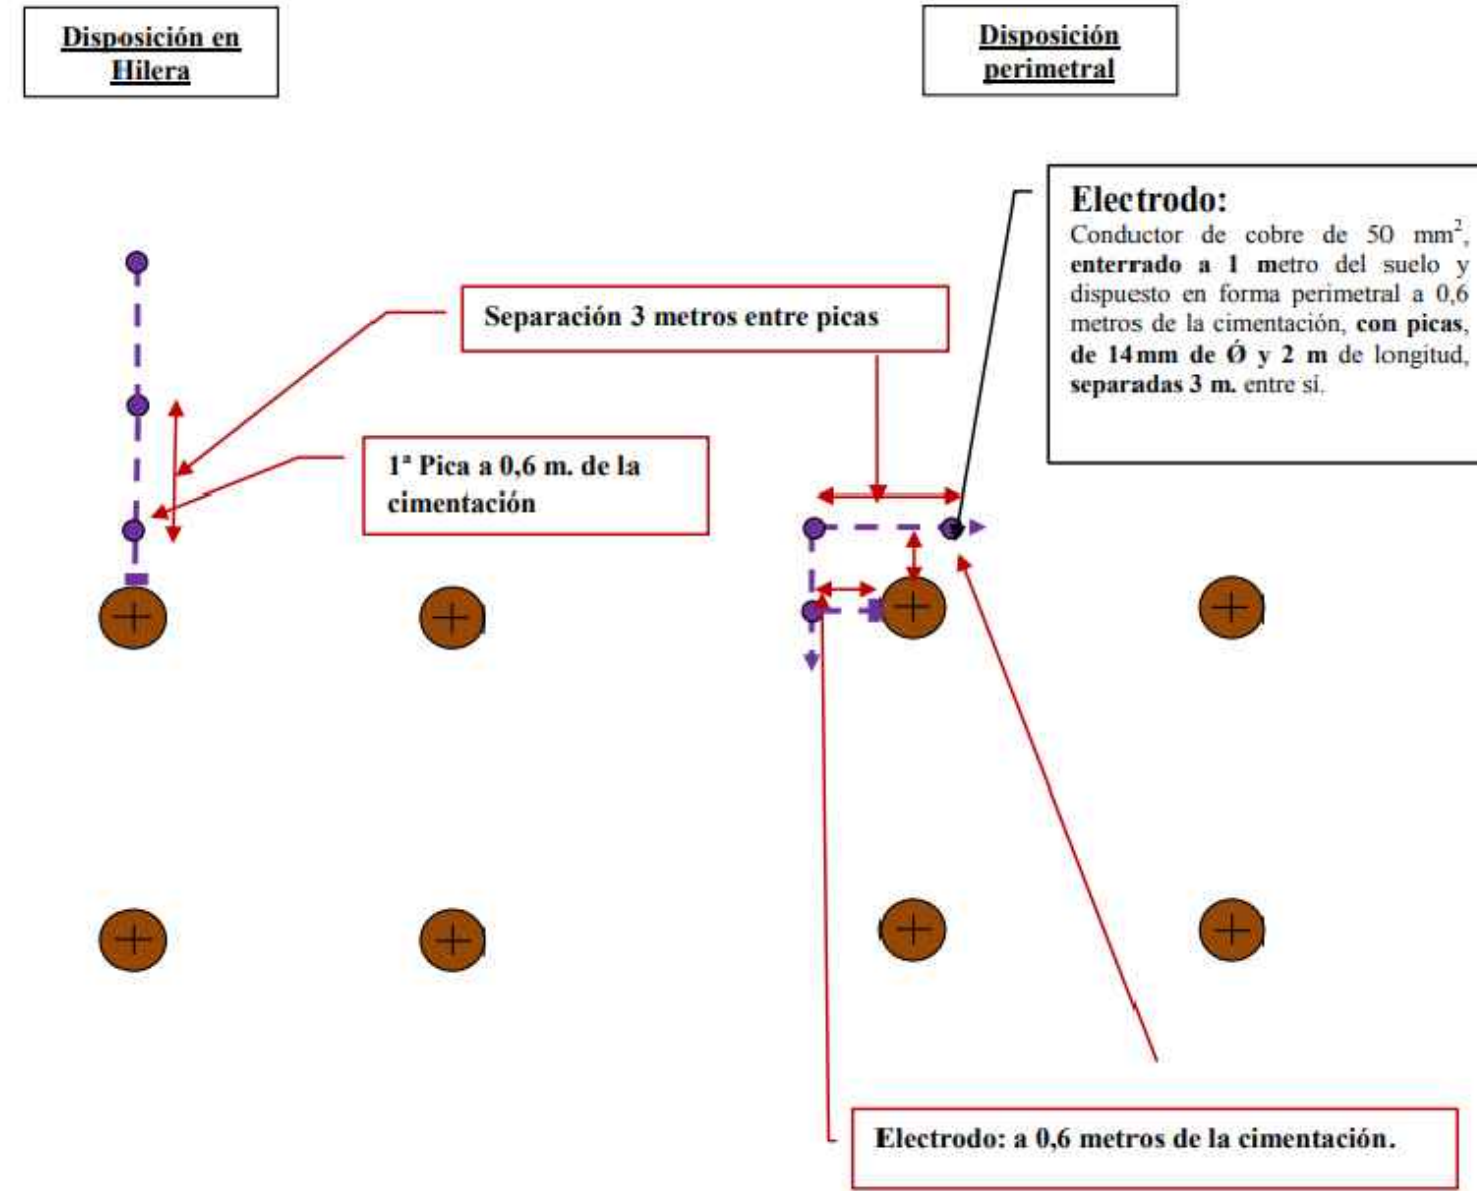 Disposición en
Hilera
Disposición
perimetral
Electrodo:
Conductor de cobre de 50 mm²,
enterrado a 1 metro del suelo y
dispuesto en forma perimetral a 0,6
metros de la cimentación, con picas,
de 14mm de Ø y 2 m de longitud,
separadas 3 m. entre sí.
Separación 3 metros entre picas
1ª Pica a 0,6 m. de la
cimentación
Electrodo: a 0,6 metros de la cimentación.